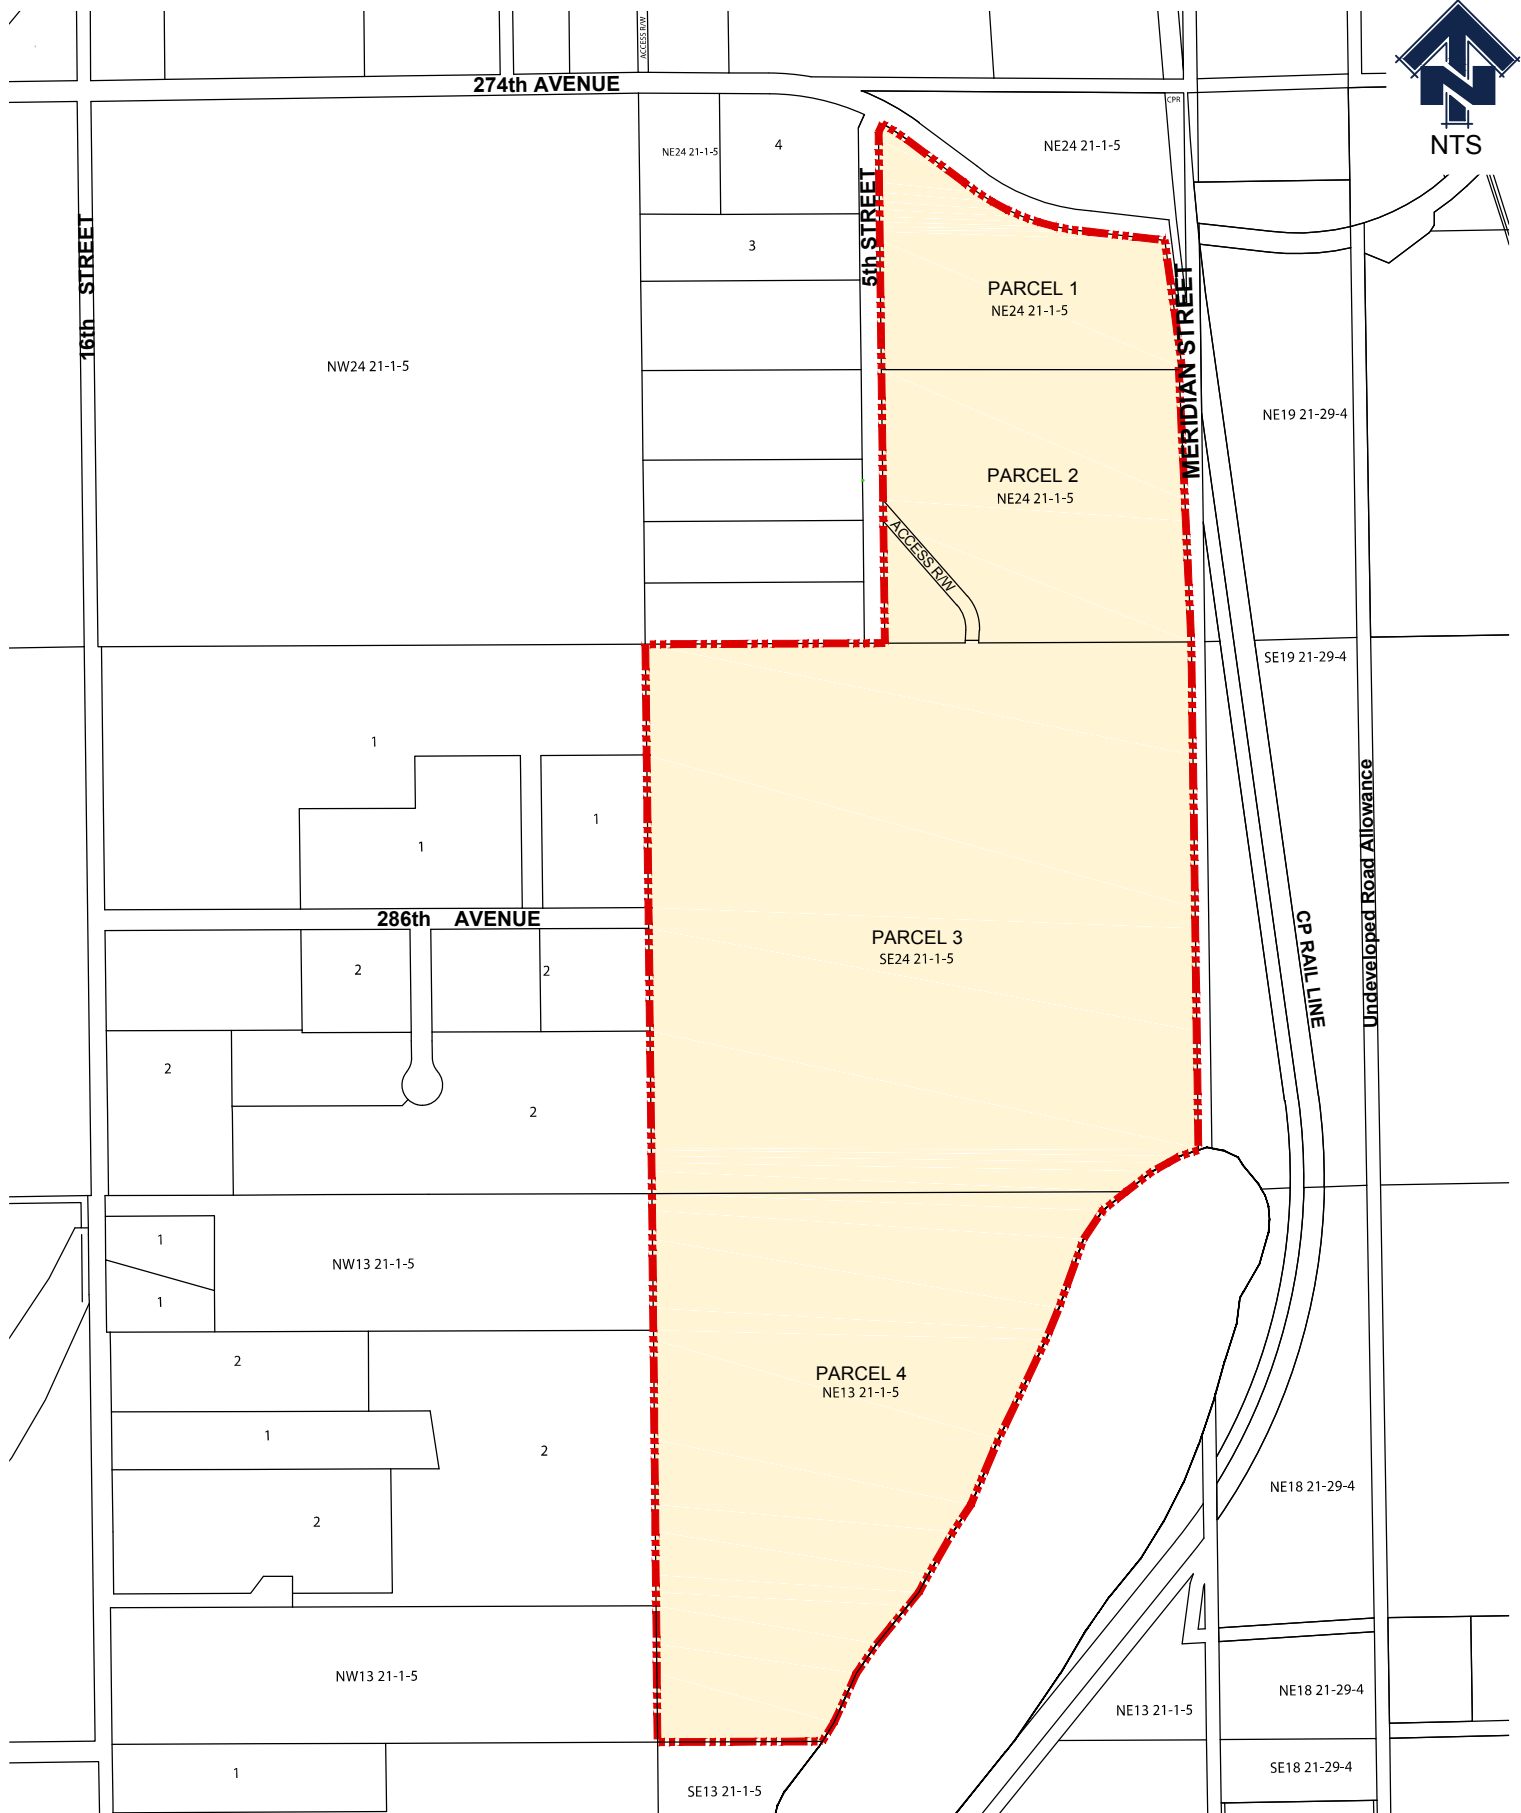 ACCESS R/W
274th AVENUE
CPR
NTS
NE24 21-1-5
4
NE24 21-1-5
5th STREET
16th STREET
3
PARCEL 1
NE24 21-1-5
MERIDIAN STREET
NW24 21-1-5
NE19 21-29-4
PARCEL 2
NE24 21-1-5
ACCESS R/W
SE19 21-29-4
1
1
1
Undeveloped Road Allowance
286th AVENUE
PARCEL 3
SE24 21-1-5
CP RAIL LINE
2
2
2
2
1
NW13 21-1-5
1
2
PARCEL 4
NE13 21-1-5
1
2
NE18 21-29-4
2
NW13 21-1-5
NE18 21-29-4
NE13 21-1-5
SE18 21-29-4
1
SE13 21-1-5